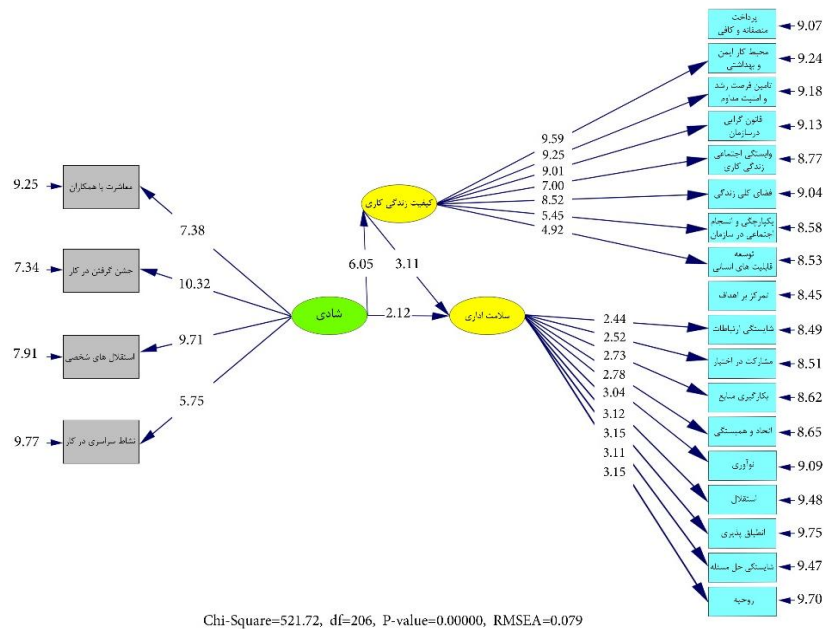 پرداخت
منصفانه و کافی
9.07
محیط کار ایمن
و بهداشتی
9.24
تامین فرصت رشد
و امنیت مداوم
9.18
قانون گرایی
درسازمان
9.13
وابستگی اجتماعی
زندگی کاری
8.77
فضای کلی زندگی
9.04
یکپارچگی و انسجام
اجتماعی در سازمان
8.58
توسعه
قابلیت های انسانی
8.53
تمرکز بر اهداف
8.45
شایستگی ارتباطات
8.49
مشارکت در اختیار
8.51
بکارگیری منابع
8.62
اتحاد و همبستگی
8.65
نوآوری
9.09
استقلال
9.48
انطباق پذیری
9.75
شایستگی حل مسئله
9.47
روحیه
9.70
9.59
9.25
9.01
7.00
8.52
5.45
4.92
کیفیت زندگی کاری
6.05
3.11
شادی
2.12
سلامت اداری
2.44
2.52
2.73
2.78
3.04
3.12
3.15
3.11
3.15
9.25
معاشرت با همکاران
7.38
7.34
جشن گرفتن در کار
10.32
7.91
استقلال های شخصی
9.71
9.77
نشاط سراسری در کار
5.75
Chi-Square=521.72, df=206, P-value=0.00000, RMSEA=0.079